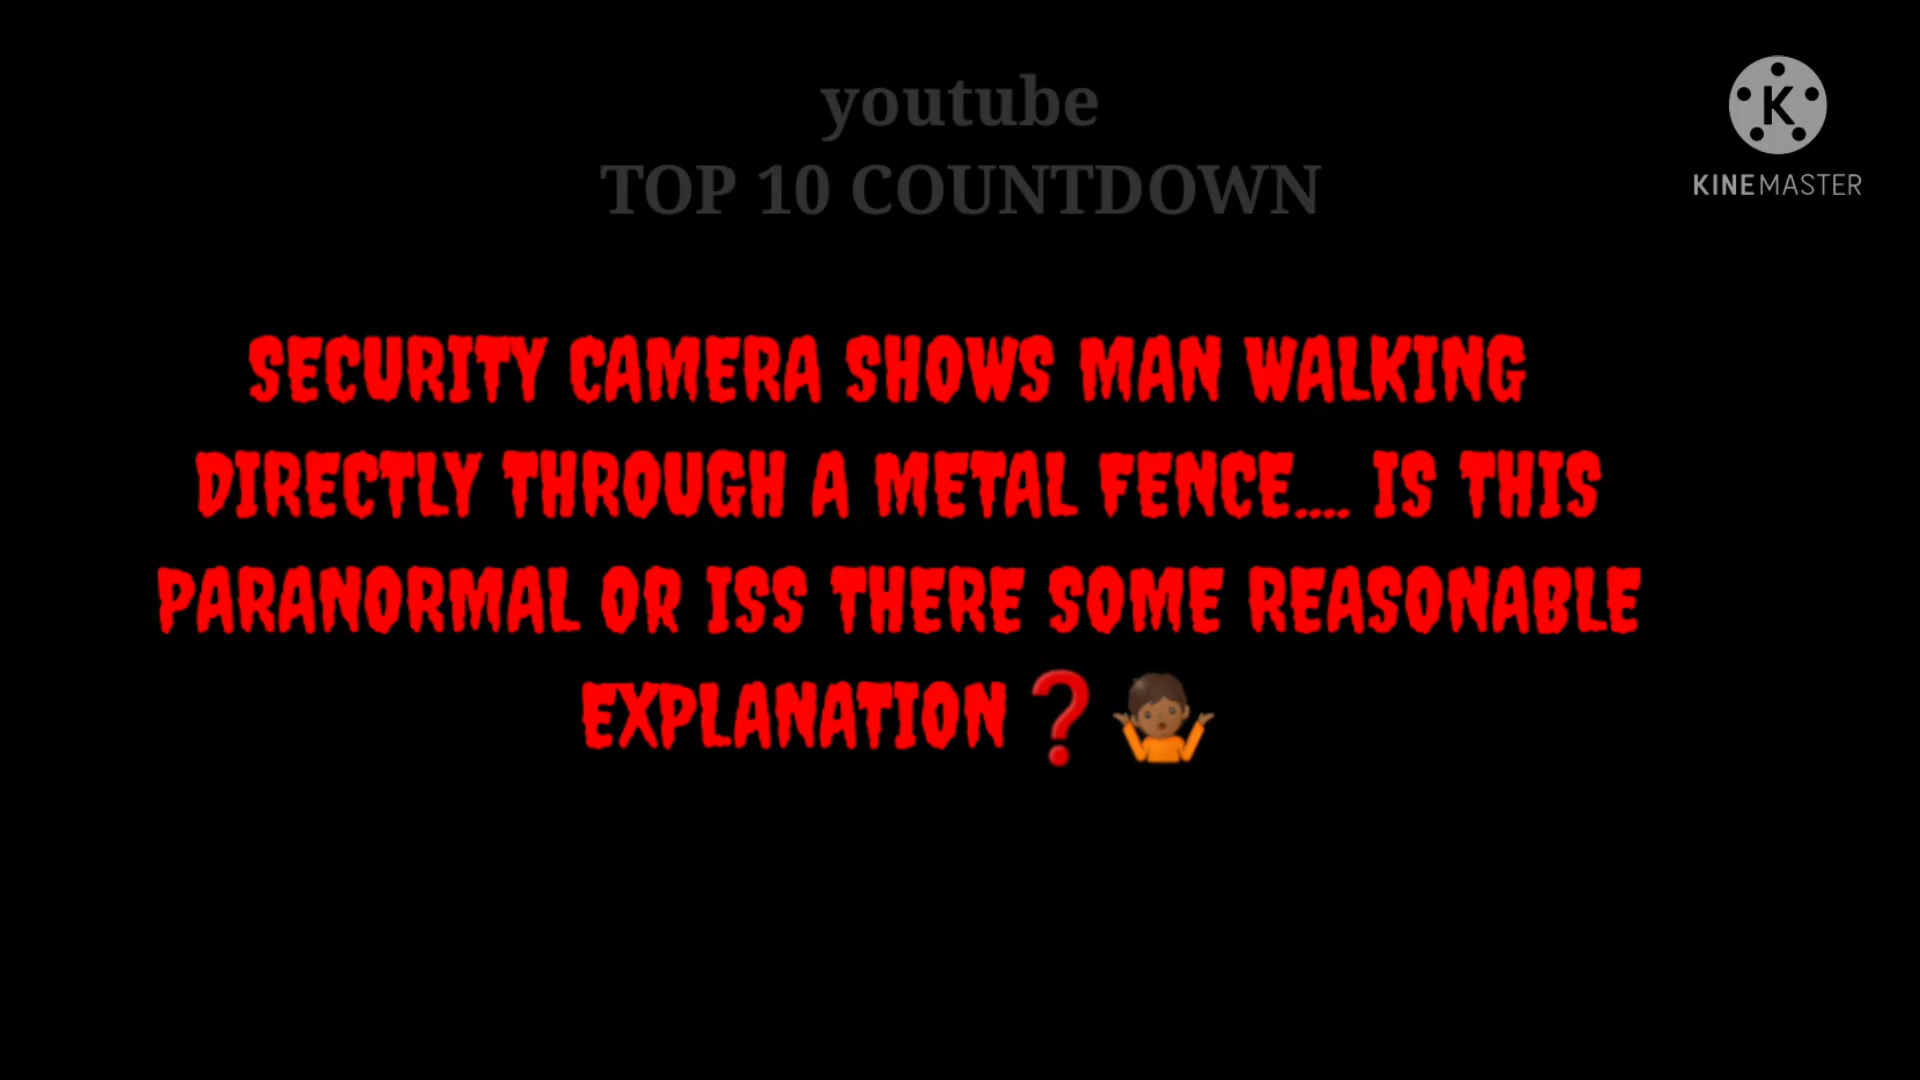 youtube
TOP 10 COUNTDOWN
K
KINEMASTER
SECURITY CAMERA SHOWS MAN WALKING
DIRECTLY THROUGH A METAL FENCE.... IS THIS
PARANORMAL OR ISS THERE SOME REASONABLE
EXPLANATION❓🤷🏾